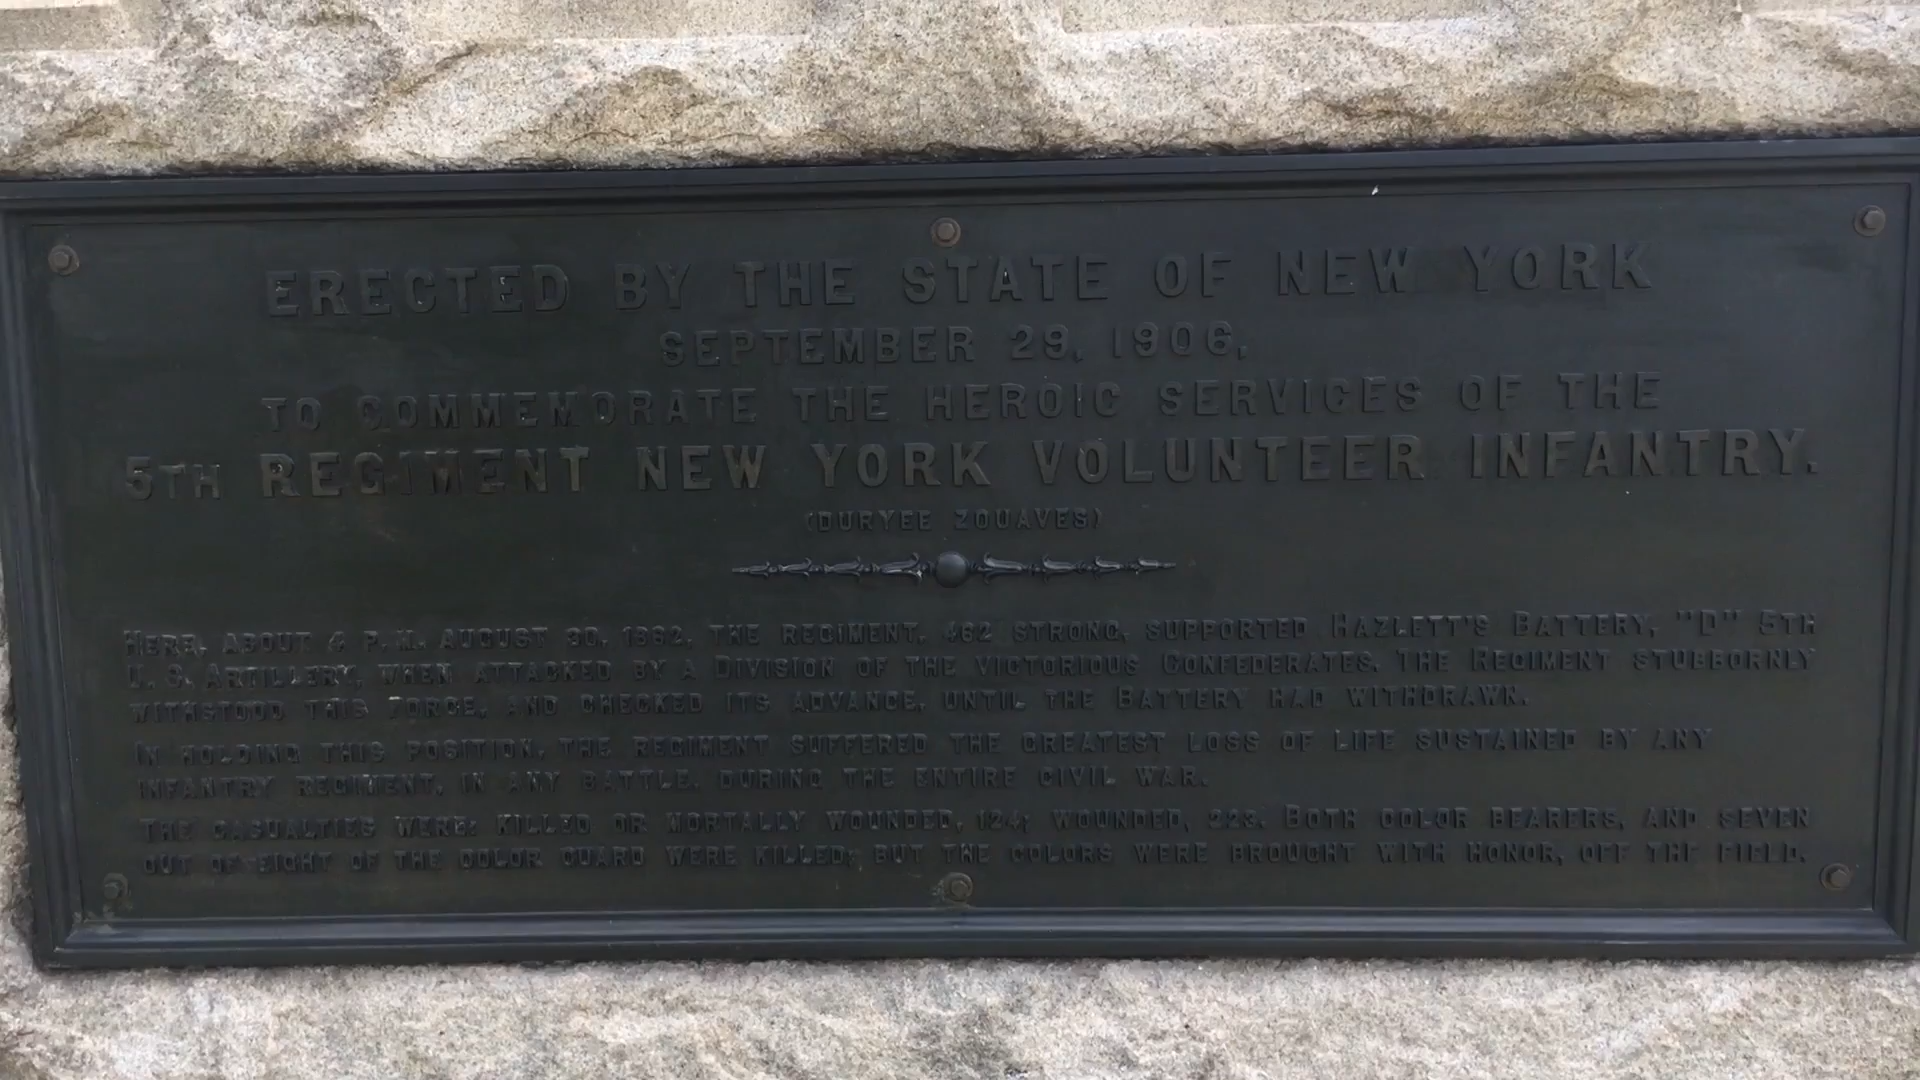 ERECTED BY THE STATE OF NEW YORK
SEPTEMBER 29, 1906,
TO COMMEMORATE THE HEROIC SERVICES OF THE
5TH REGIMENT NEW YORK VOLUNTEER INFANTRY.
(DURYEE ZOUAVES)
HERE, ABOUT 4 P.M. AUGUST 30, 1862, THE REGIMENT, 462 STRONG, SUPPORTED HAZLETT'S BATTERY, "D" 5TH
U. S. ARTILLERY, WHEN ATTACKED BY A DIVISION OF THE VICTORIOUS CONFEDERATES. THE REGIMENT STUBBORNLY
WITHSTOOD THIS FORCE, AND CHECKED ITS ADVANCE, UNTIL THE BATTERY HAD WITHDRAWN.
IN HOLDING THIS POSITION, THE REGIMENT SUFFERED THE GREATEST LOSS OF LIFE SUSTAINED BY ANY
INFANTRY REGIMENT, IN ANY BATTLE, DURING THE ENTIRE CIVIL WAR.
THE CASUALTIES WERE: KILLED OR MORTALLY WOUNDED, 124; WOUNDED, 223. BOTH COLOR BEARERS, AND SEVEN
OUT OF EIGHT OF THE COLOR GUARD WERE KILLED; BUT THE COLORS WERE BROUGHT WITH HONOR, OFF THE FIELD.